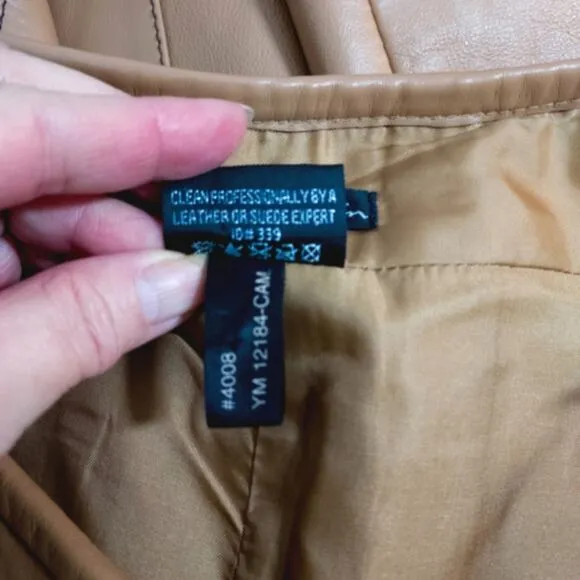 CLEAN PROFESSIONALLY BY A
LEATHER OR SUEDE EXPERT
ID# 339
#4008
YM 12184-CAM